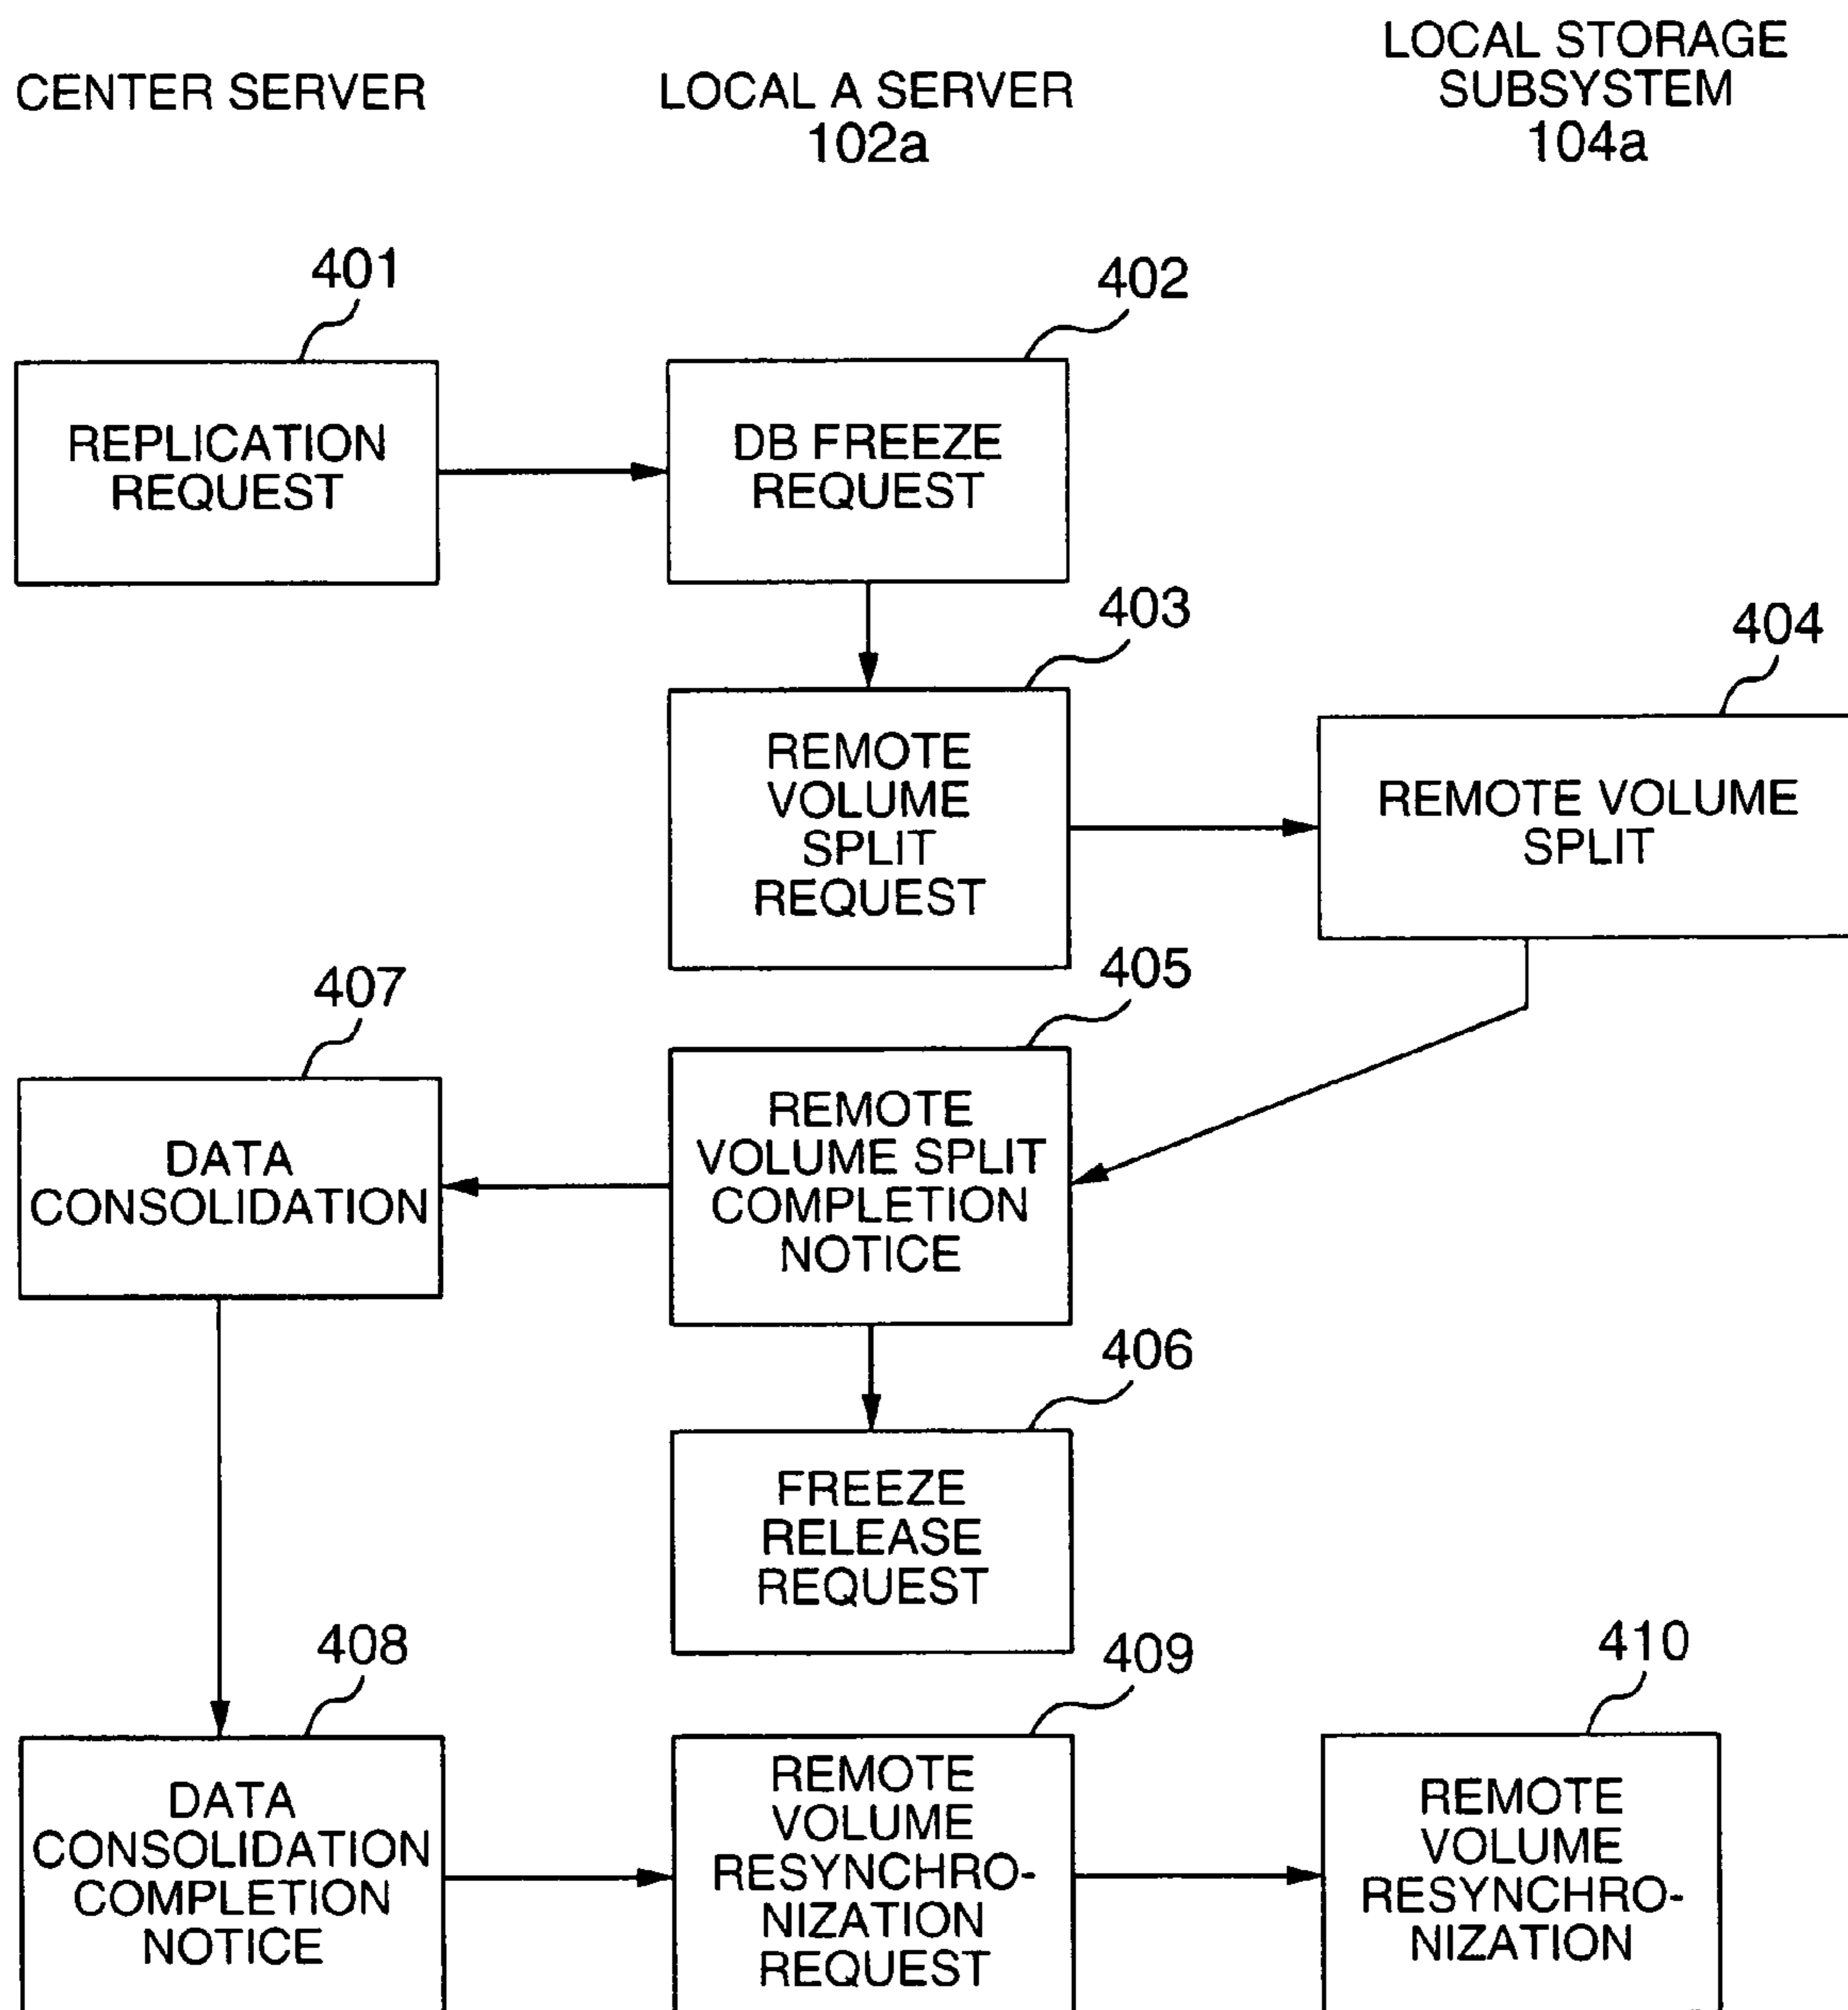 CENTER SERVER
LOCAL A SERVER
102a
LOCAL STORAGE
SUBSYSTEM
104a
401
REPLICATION
REQUEST
402
DB FREEZE
REQUEST
403
REMOTE
VOLUME
SPLIT
REQUEST
404
REMOTE VOLUME
SPLIT
405
REMOTE
VOLUME SPLIT
COMPLETION
NOTICE
407
DATA
CONSOLIDATION
406
FREEZE
RELEASE
REQUEST
408
DATA
CONSOLIDATION
COMPLETION
NOTICE
409
REMOTE
VOLUME
RESYNCHRO-
NIZATION
REQUEST
410
REMOTE
VOLUME
RESYNCHRO-
NIZATION